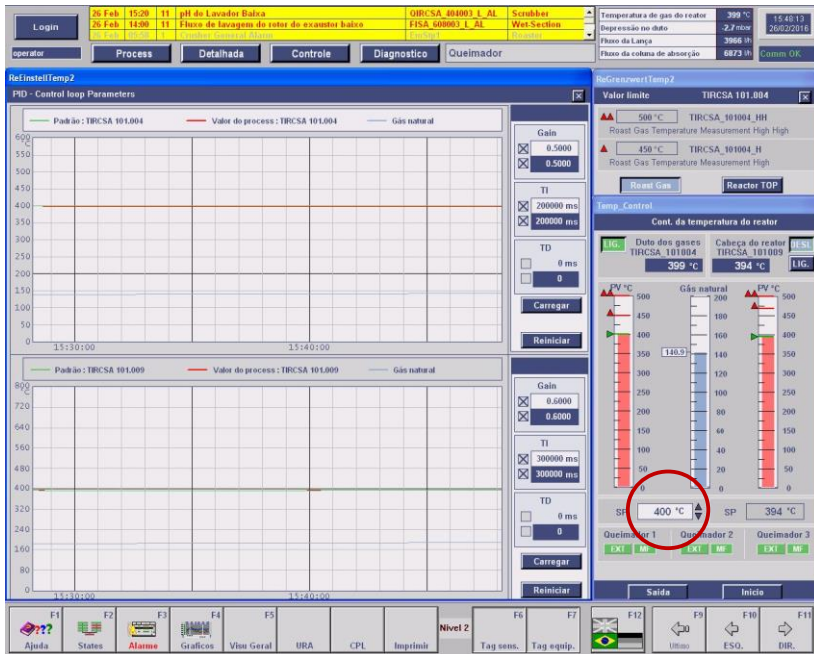 Login
26 Feb 15:20 11 pH do Lavador Baixa QIRCSA_404003_L_AL Scrubber
26 Feb 14:00 11 Fluxo de lavagem do rotor do exaustor baixo FISA_600003_L_AL Wet-Section
26 Feb 05:50 1 Crusher General Alarm Reactor
Temperatura de gas do reator 399 °C
Depressão no duto -2.7 mbar
Fluxo da Lança 3966 l/h
Fluxo da coluna de absorção 6873 l/h
15:48:13
26/02/2016
Comm OK
operator
Process
Detalhada
Controle
Diagnostico
Queimador
ReEinstellTemp2
PID - Control loop Parameters
Padrão : TIRCSA 101.004
Valor do process : TIRCSA 101.004
Gás natural
600
°C
550
500
450
400
350
300
250
200
150
100
50
0
15:30:00
15:40:00
Gain
0.5000
0.5000
TI
200000 ms
200000 ms
TD
0 ms
0
Carregar
Reiniciar
Padrão : TIRCSA 101.009
Valor do process : TIRCSA 101.009
Gás natural
800
°C
720
640
560
480
400
320
240
160
80
0
15:30:00
15:40:00
Gain
0.6000
0.6000
TI
300000 ms
300000 ms
TD
0 ms
0
Carregar
Reiniciar
ReGrenzwertTemp2
Valor limite TIRCSA 101.004
500 °C TIRCSA_101004_HH
Roast Gas Temperature Measurement High High
450 °C TIRCSA_101004_H
Roast Gas Temperature Measurement High
Roast Gas
Reactor TOP
Temp_Control
Cont. da temperatura do reator
LIG.
Duto dos gases
TIRCSA_101004
399 °C
Cabeça do reator
TIRCSA_101009
394 °C
DESL
LIG.
PV °C
Gás natural
PV °C
500 200 500
450 180 450
400 160 400
350 140.9 140 350
300 120 300
250 100 250
200 80 200
150 60 150
100 40 100
50 20 50
0 0 0
SP 400 °C
SP 394 °C
Queimador 1
Queimador 2
Queimador 3
EXT MF
EXT MF
EXT MF
Saida
Inicio
F1 Ajuda
F2 States
F3 Alarme
F4 Graficos
F5 Visu Geral
URA
CPL
Imprimir
Nivel 2
F6 Tag sens.
F7 Tag equip.
F12
F9 Ultimo
F10 ESQ.
F11 DIR.